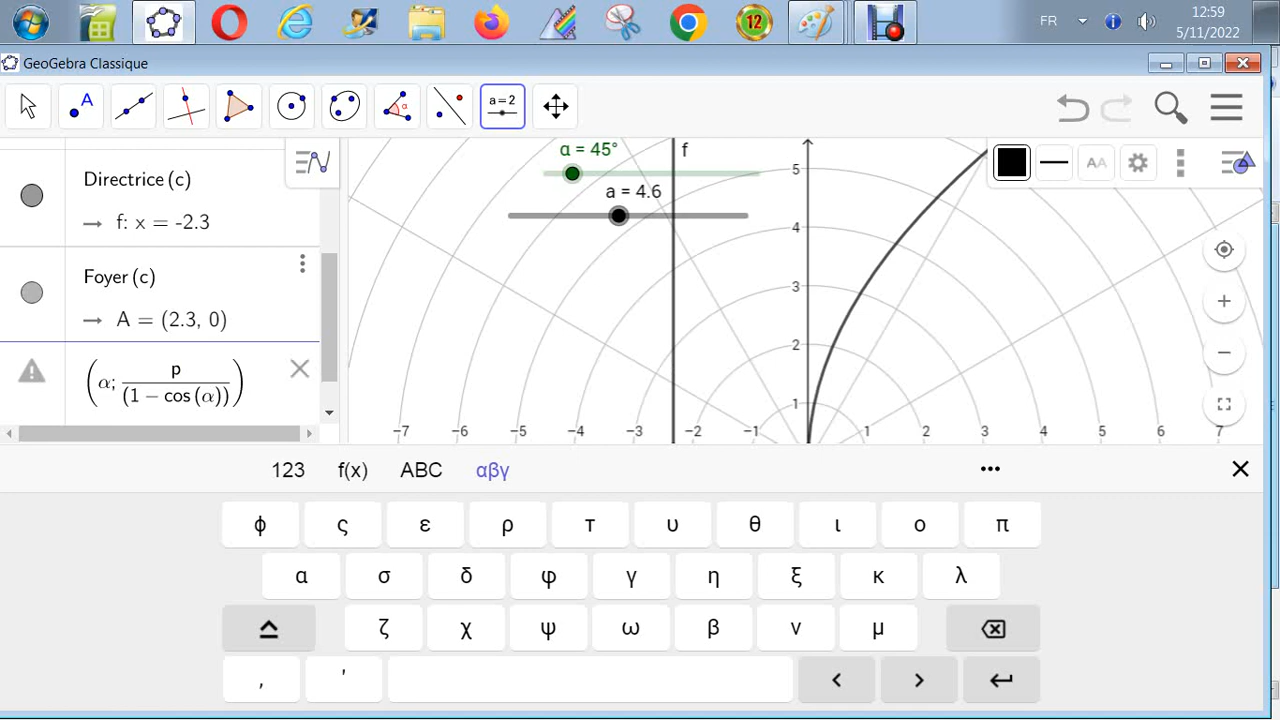 12
FR
12:59
5/11/2022
GeoGebra Classique
A
α
a = 2
AA
Directrice (c)
→ f: x = -2.3
Foyer (c)
→ A = (2.3, 0)
(α; p / (1 − cos (α)))
α = 45°
a = 4.6
f
5
4
3
2
1
−7 −6 −5 −4 −3 −2 −1 1 2 3 4 5 6 7
123 f(x) ABC αβγ
ϕ ς ε ρ τ υ θ ι ο π
α σ δ φ γ η ξ κ λ
ζ χ ψ ω β ν μ
, '  < >